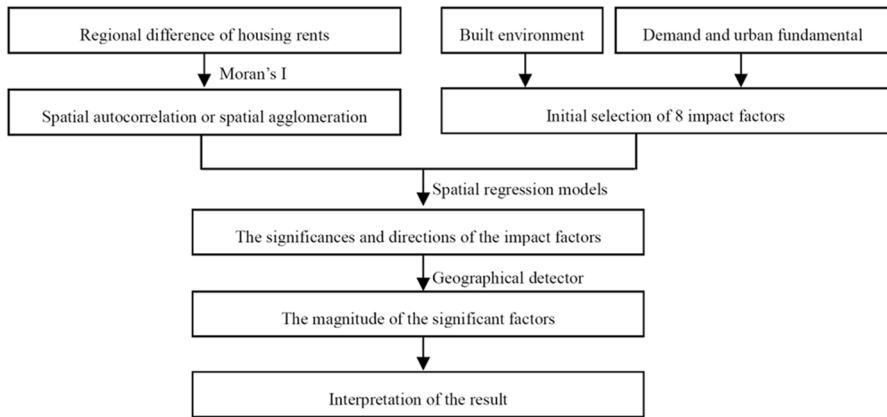 Regional difference of housing rents
Built environment
Demand and urban fundamental
Moran's I
Spatial autocorrelation or spatial agglomeration
Initial selection of 8 impact factors
Spatial regression models
The significances and directions of the impact factors
Geographical detector
The magnitude of the significant factors
Interpretation of the result